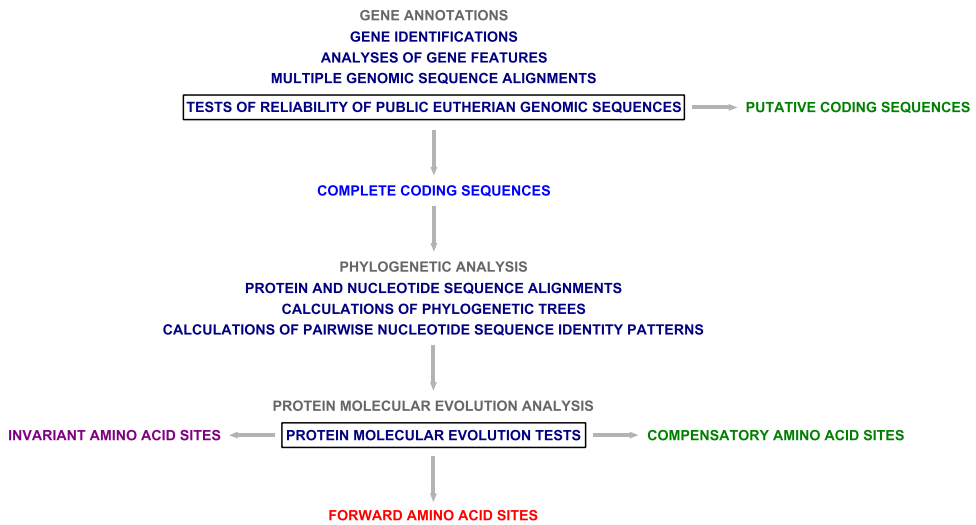 GENE ANNOTATIONS
GENE IDENTIFICATIONS
ANALYSES OF GENE FEATURES
MULTIPLE GENOMIC SEQUENCE ALIGNMENTS
TESTS OF RELIABILITY OF PUBLIC EUTHERIAN GENOMIC SEQUENCES
PUTATIVE CODING SEQUENCES
COMPLETE CODING SEQUENCES
PHYLOGENETIC ANALYSIS
PROTEIN AND NUCLEOTIDE SEQUENCE ALIGNMENTS
CALCULATIONS OF PHYLOGENETIC TREES
CALCULATIONS OF PAIRWISE NUCLEOTIDE SEQUENCE IDENTITY PATTERNS
PROTEIN MOLECULAR EVOLUTION ANALYSIS
INVARIANT AMINO ACID SITES
PROTEIN MOLECULAR EVOLUTION TESTS
COMPENSATORY AMINO ACID SITES
FORWARD AMINO ACID SITES